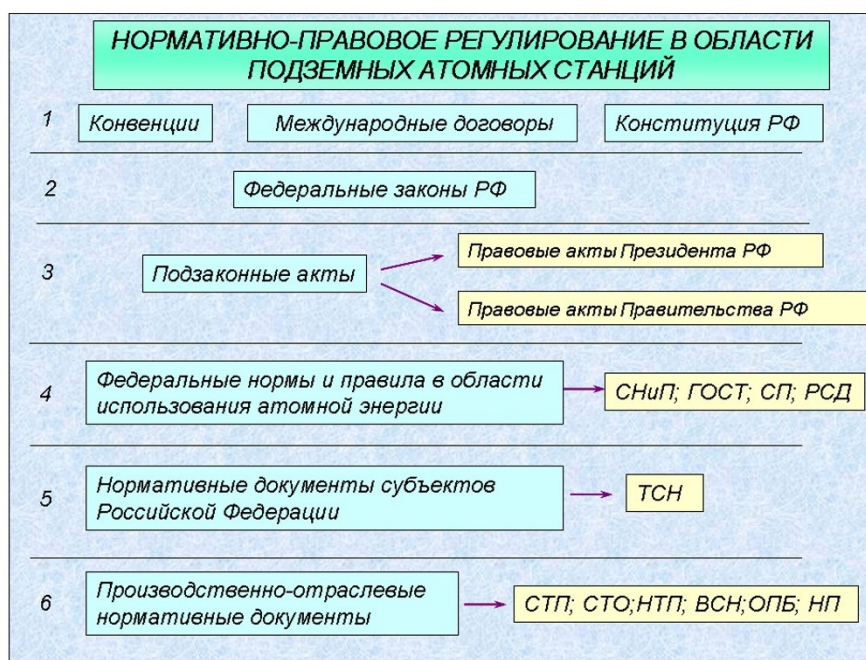 НОРМАТИВНО-ПРАВОВОЕ РЕГУЛИРОВАНИЕ В ОБЛАСТИ
ПОДЗЕМНЫХ АТОМНЫХ СТАНЦИЙ
1 Конвенции Международные договоры Конституция РФ
2 Федеральные законы РФ
Правовые акты Президента РФ
3 Подзаконные акты
Правовые акты Правительства РФ
4 Федеральные нормы и правила в области
использования атомной энергии
СНиП; ГОСТ; СП; РСД
5 Нормативные документы субъектов
Российской Федерации
ТСН
6 Производственно-отраслевые
нормативные документы
СТП; СТО;НТП; ВСН;ОПБ; НП